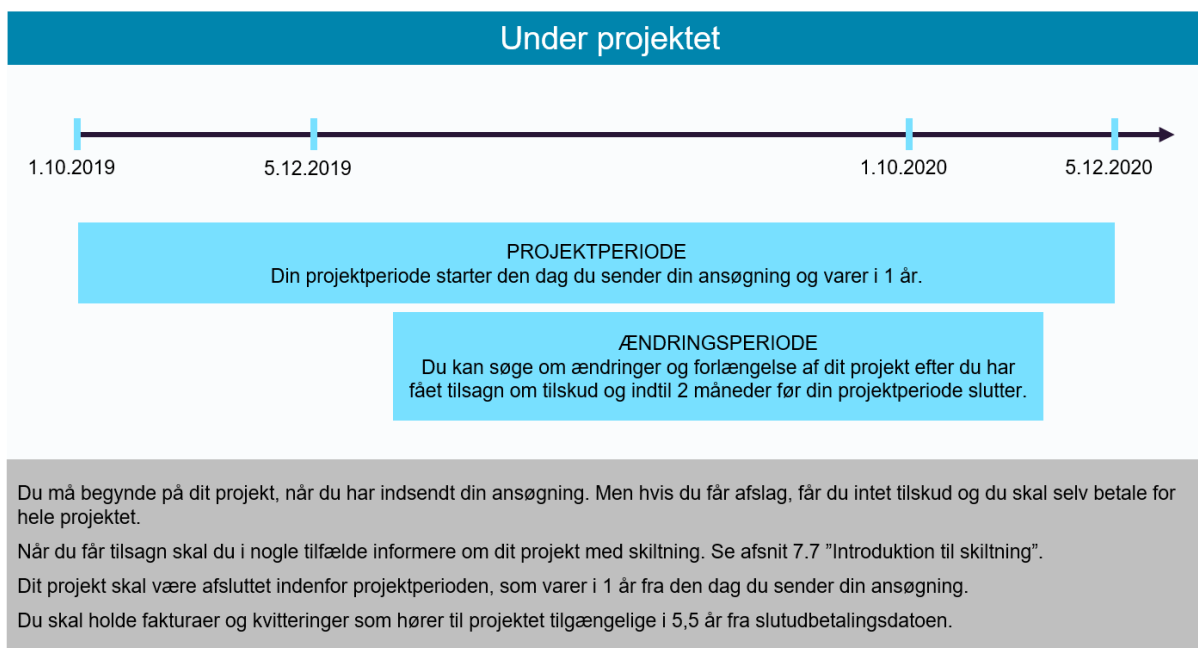 Under projektet
1.10.2019
5.12.2019
1.10.2020
5.12.2020
PROJEKTPERIODE
Din projektperiode starter den dag du sender din ansøgning og varer i 1 år.
ÆNDRINGSPERIODE
Du kan søge om ændringer og forlængelse af dit projekt efter du har
fået tilsagn om tilskud og indtil 2 måneder før din projektperiode slutter.
Du må begynde på dit projekt, når du har indsendt din ansøgning. Men hvis du får afslag, får du intet tilskud og du skal selv betale for
hele projektet.
Når du får tilsagn skal du i nogle tilfælde informere om dit projekt med skiltning. Se afsnit 7.7 ”Introduktion til skiltning”.
Dit projekt skal være afsluttet indenfor projektperioden, som varer i 1 år fra den dag du sender din ansøgning.
Du skal holde fakturaer og kvitteringer som hører til projektet tilgængelige i 5,5 år fra slutudbetalingsdatoen.